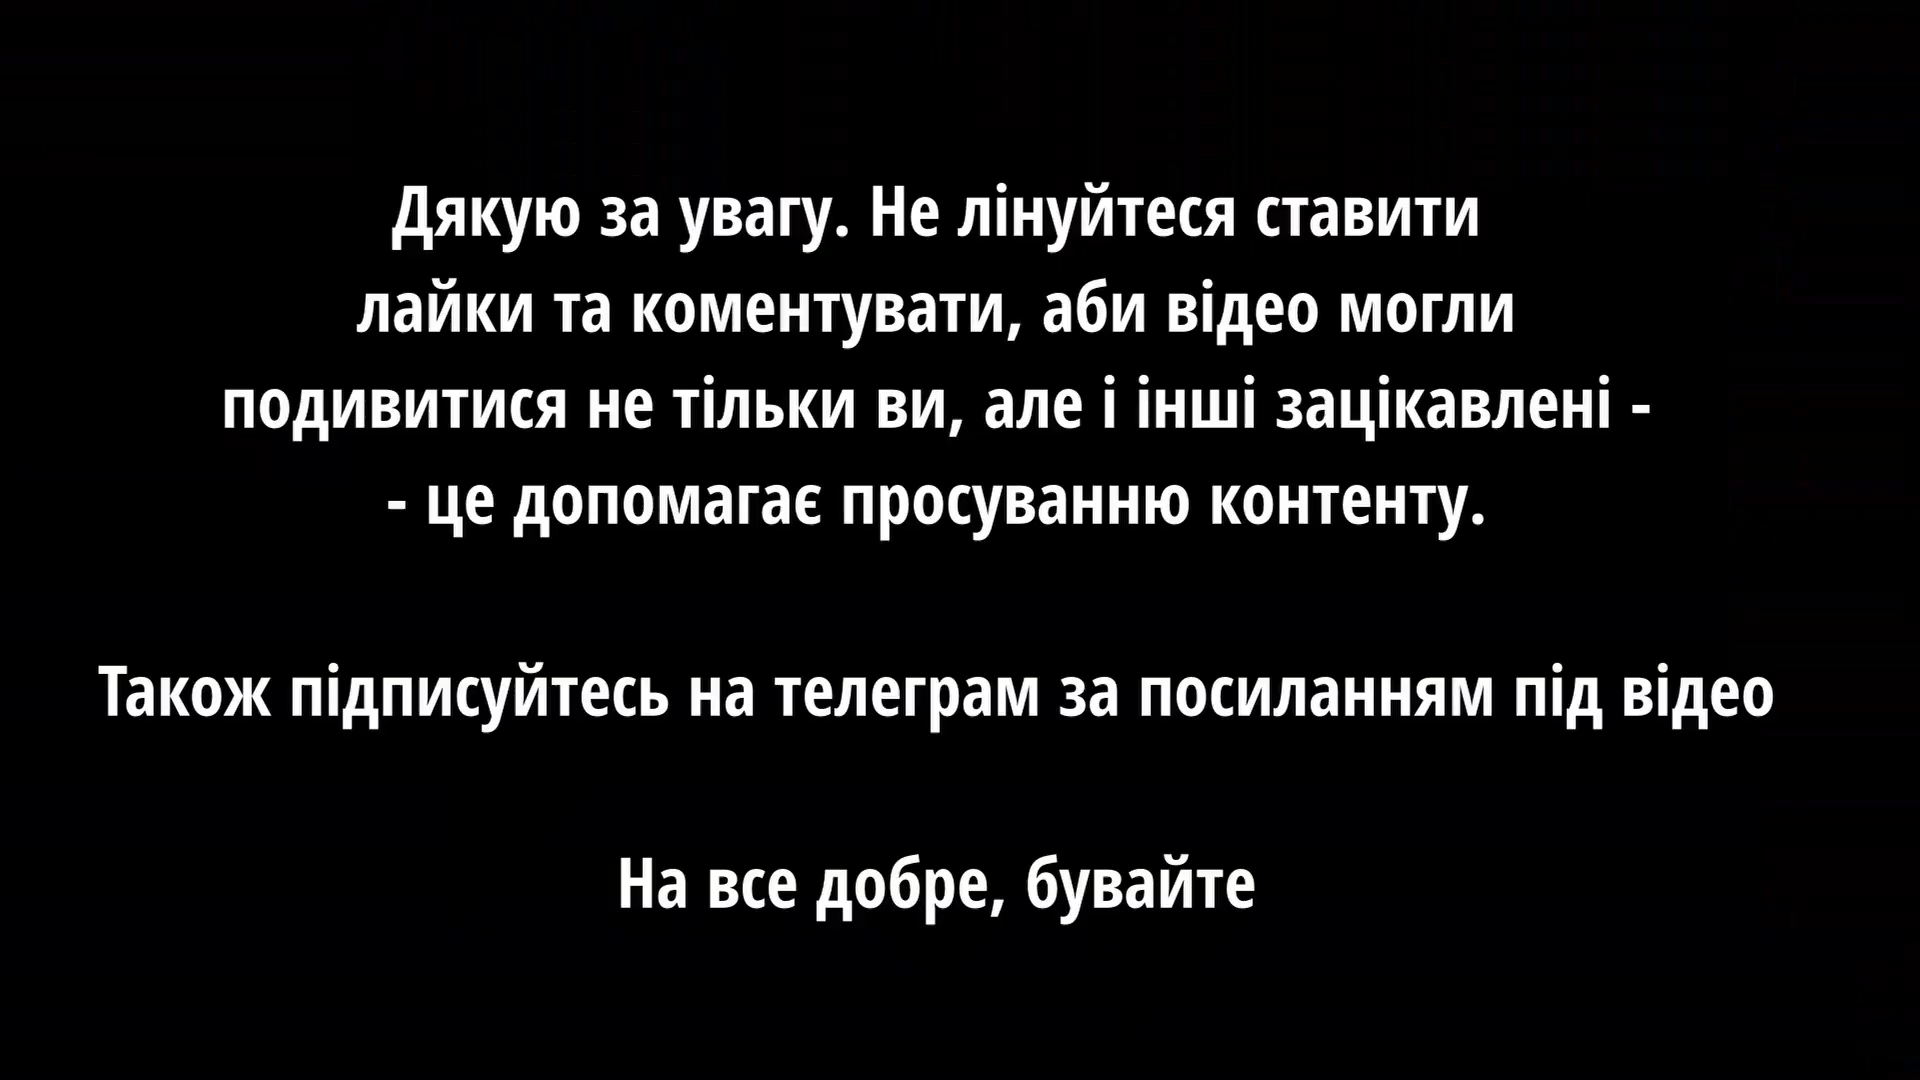 Дякую за увагу. Не лінуйтеся ставити
лайки та коментувати, аби відео могли
подивитися не тільки ви, але і інші зацікавлені -
- це допомагає просуванню контенту.
Також підписуйтесь на телеграм за посиланням під відео
На все добре, бувайте